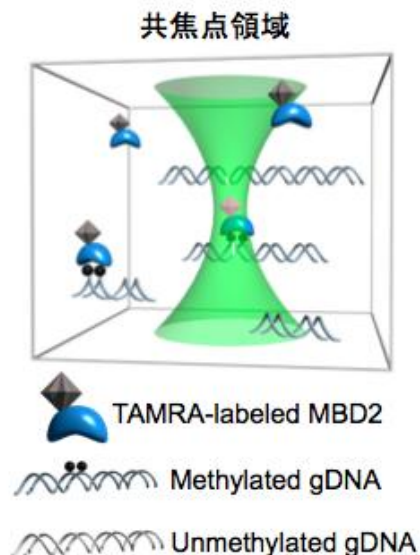 共焦点領域
TAMRA-labeled MBD2
Methylated gDNA
Unmethylated gDNA